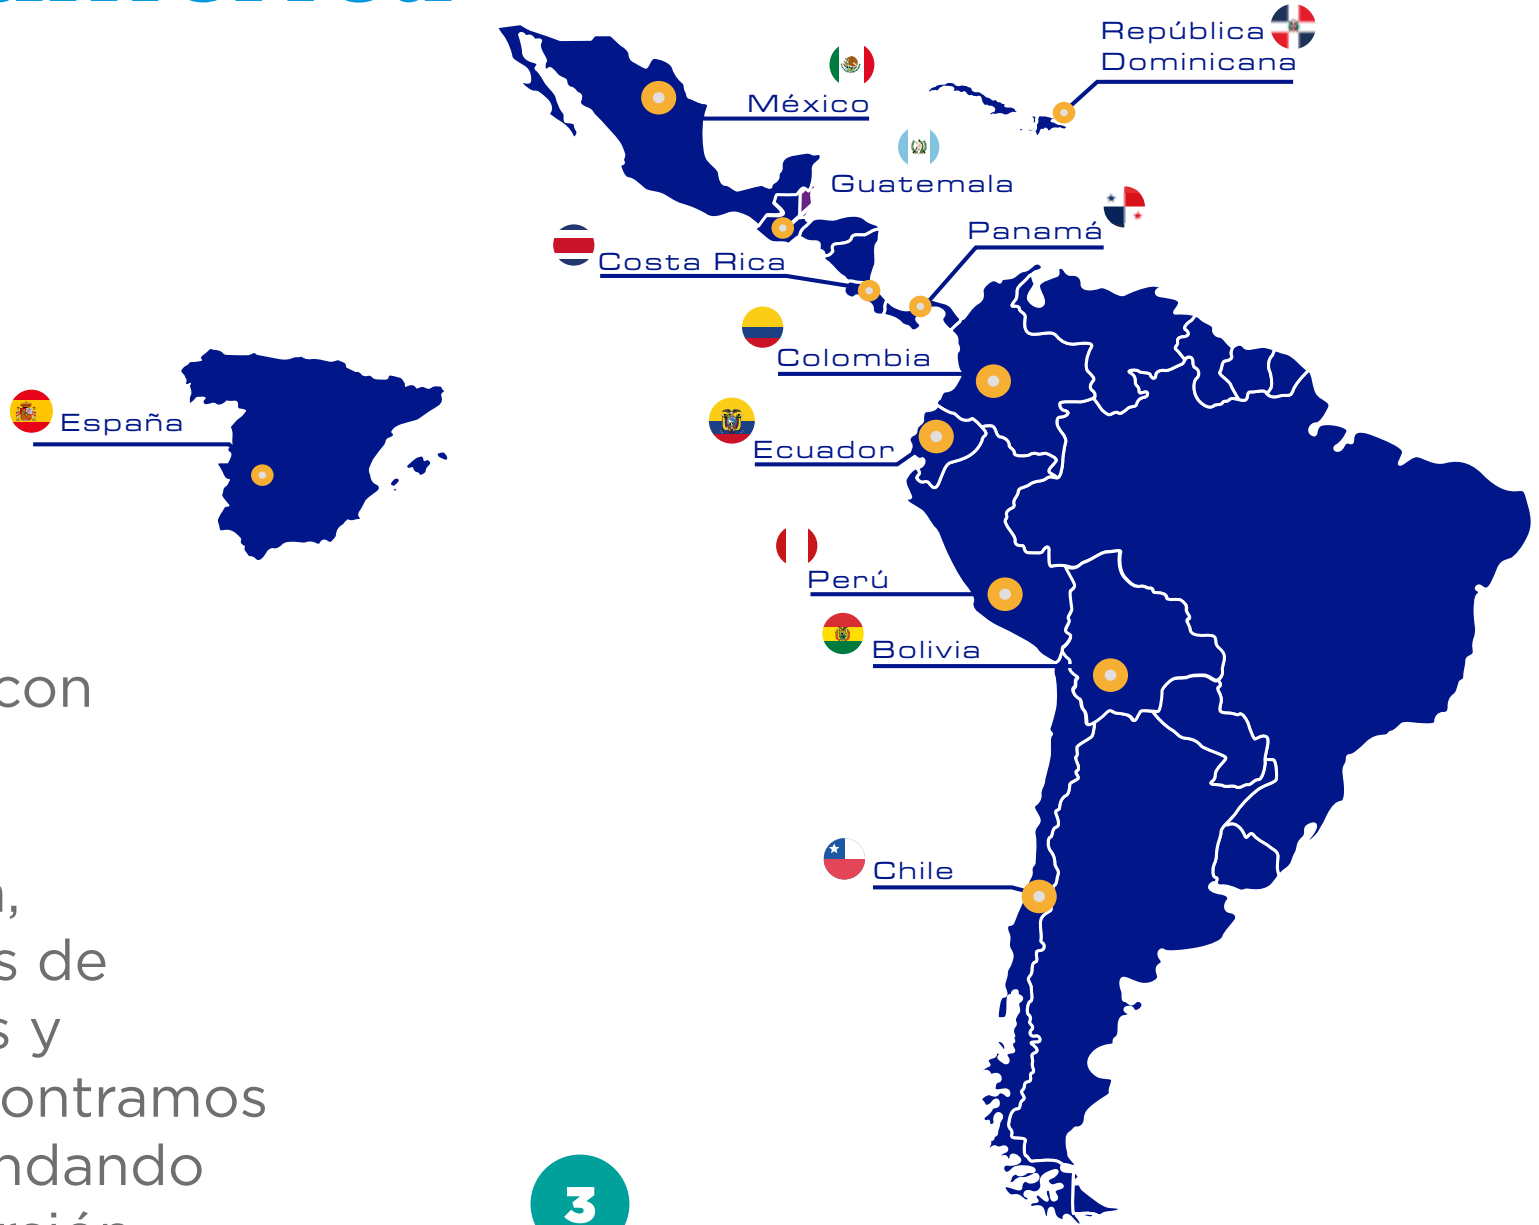 República
Dominicana
México
Guatemala
Panamá
Costa Rica
Colombia
España
Ecuador
Perú
Bolivia
Chile
con
s de
s y
ontramos
ndando
3